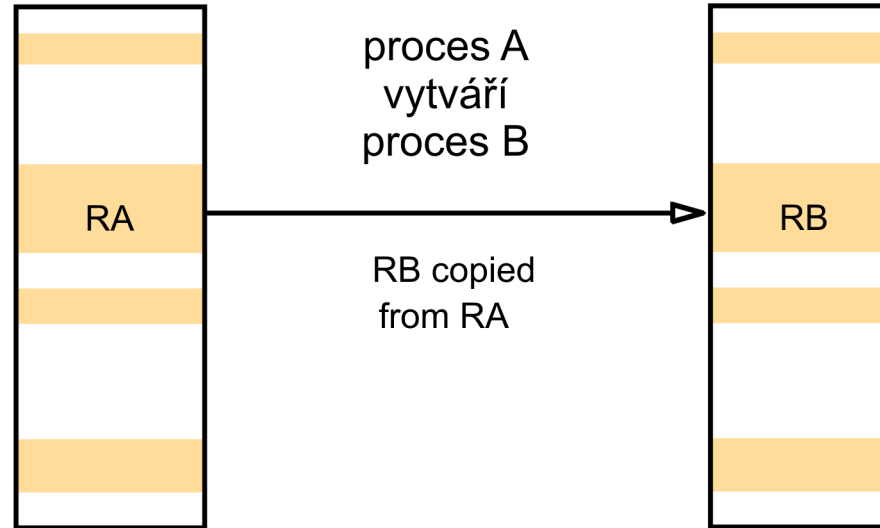 proces A
vytváří
proces B
RA
RB
RB copied
from RA